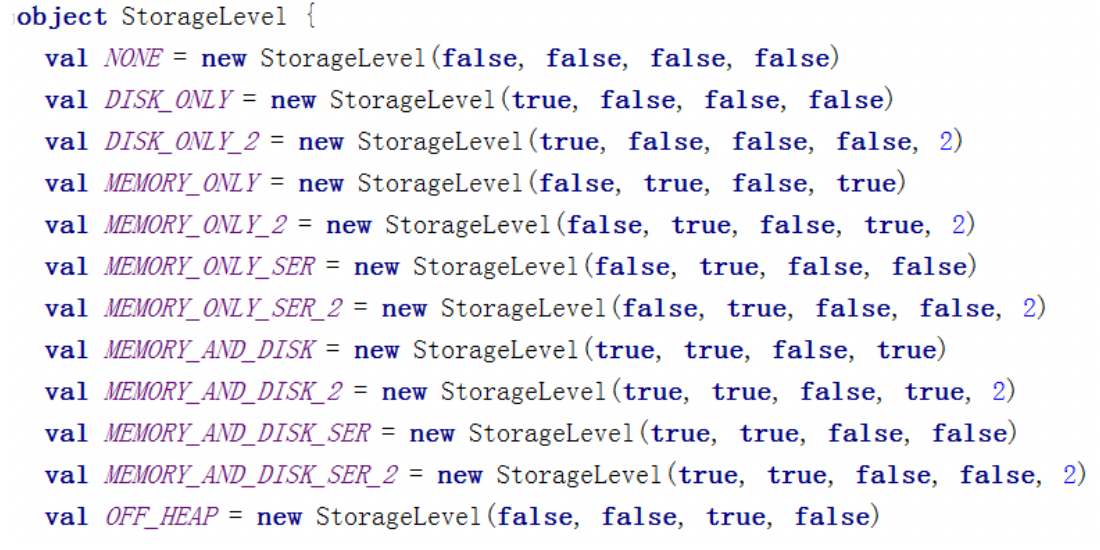 object StorageLevel {
val NONE = new StorageLevel(false, false, false, false)
val DISK_ONLY = new StorageLevel(true, false, false, false)
val DISK_ONLY_2 = new StorageLevel(true, false, false, false, 2)
val MEMORY_ONLY = new StorageLevel(false, true, false, true)
val MEMORY_ONLY_2 = new StorageLevel(false, true, false, true, 2)
val MEMORY_ONLY_SER = new StorageLevel(false, true, false, false)
val MEMORY_ONLY_SER_2 = new StorageLevel(false, true, false, false, 2)
val MEMORY_AND_DISK = new StorageLevel(true, true, false, true)
val MEMORY_AND_DISK_2 = new StorageLevel(true, true, false, true, 2)
val MEMORY_AND_DISK_SER = new StorageLevel(true, true, false, false)
val MEMORY_AND_DISK_SER_2 = new StorageLevel(true, true, false, false, 2)
val OFF_HEAP = new StorageLevel(false, false, true, false)